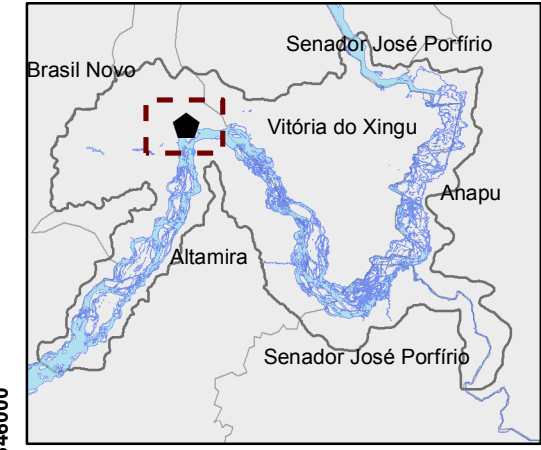 Senador José Porfírio
Brasil Novo
Vitória do Xingu
Anapu
Altamira
Senador José Porfírio